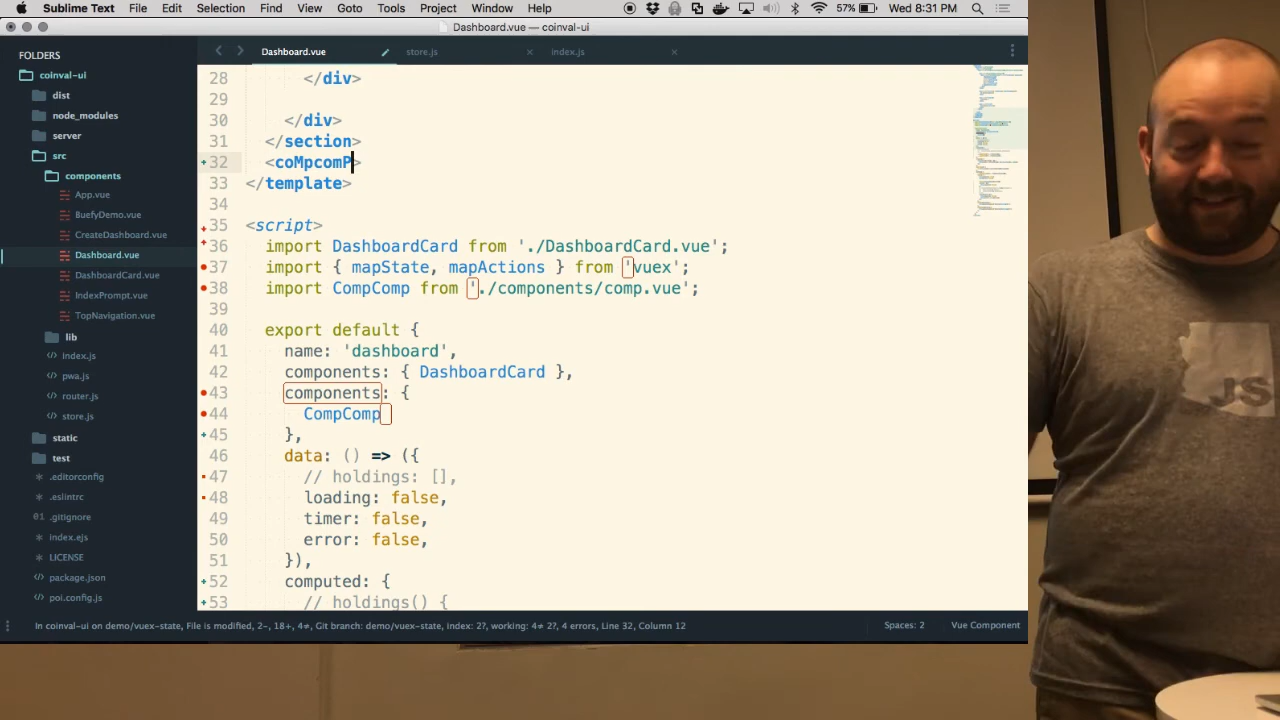 Sublime Text File Edit Selection Find View Goto Tools Project Window Help 57% Wed 8:31 PM
Dashboard.vue — coinval-ui
FOLDERS
coinval-ui
dist
node_modules
server
src
components
App.vue
BuefyDemo.vue
CreateDashboard.vue
Dashboard.vue
DashboardCard.vue
IndexPrompt.vue
TopNavigation.vue
lib
index.js
pwa.js
router.js
store.js
static
test
.editorconfig
.eslintrc
.gitignore
index.ejs
LICENSE
package.json
poi.config.js
Dashboard.vue store.js index.js
28 </div>
29
30 </div>
31 </section>
32 <coMpcomP>
33 </template>
34
35 <script>
36 import DashboardCard from './DashboardCard.vue';
37 import { mapState, mapActions } from 'vuex';
38 import CompComp from './components/comp.vue';
39
40 export default {
41 name: 'dashboard',
42 components: { DashboardCard },
43 components: {
44 CompComp
45 },
46 data: () => ({
47 // holdings: [],
48 loading: false,
49 timer: false,
50 error: false,
51 }),
52 computed: {
53 // holdings() {
In coinval-ui on demo/vuex-state, File is modified, 2-, 18+, 4≠, Git branch: demo/vuex-state, index: 2?, working: 4≠ 2?, 4 errors, Line 32, Column 12
Spaces: 2 Vue Component
JS